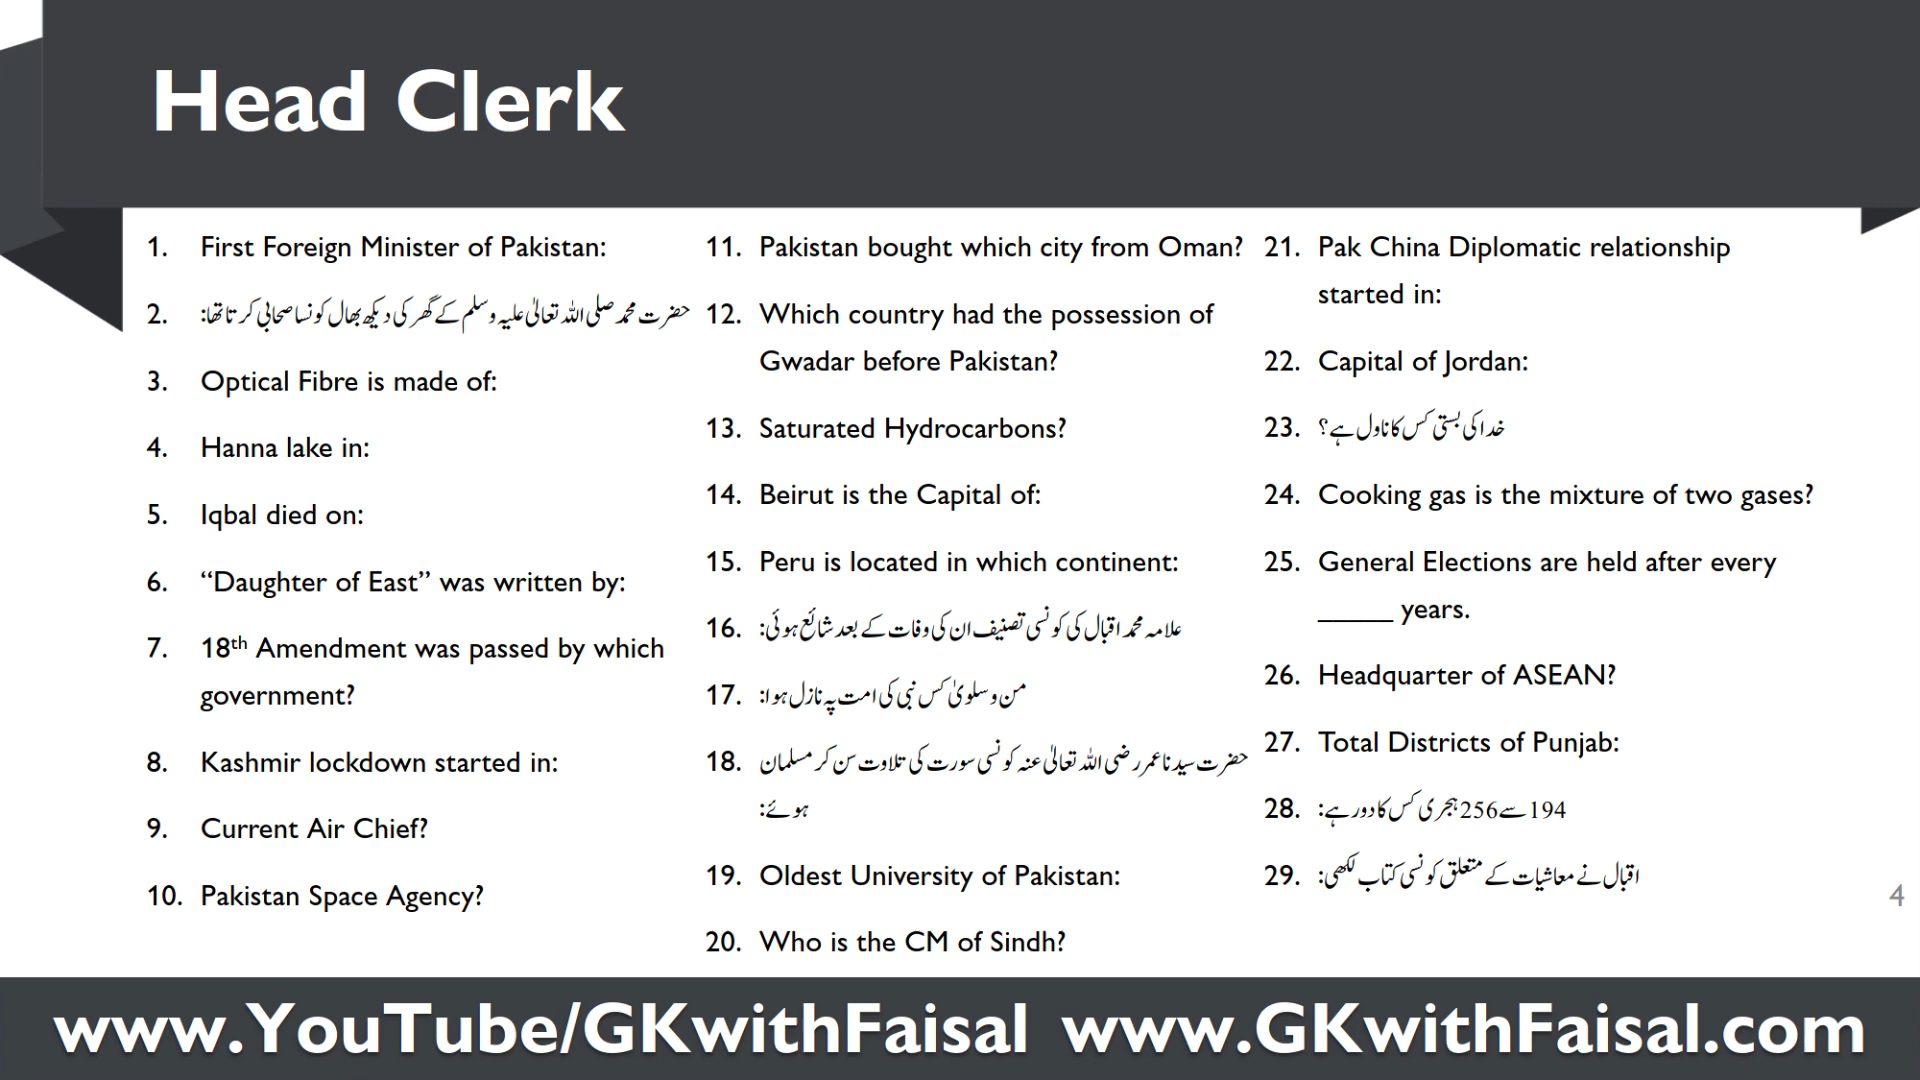 Head Clerk
1. First Foreign Minister of Pakistan:
2. حضرت محمد صلی اللہ تعالیٰ علیہ وسلم کے گھر کی دیکھ بھال کونسا صحابی کرتا تھا:
3. Optical Fibre is made of:
4. Hanna lake in:
5. Iqbal died on:
6. “Daughter of East” was written by:
7. 18th Amendment was passed by which
government?
8. Kashmir lockdown started in:
9. Current Air Chief?
10. Pakistan Space Agency?
11. Pakistan bought which city from Oman?
12. Which country had the possession of
Gwadar before Pakistan?
13. Saturated Hydrocarbons?
14. Beirut is the Capital of:
15. Peru is located in which continent:
16. علامہ محمد اقبال کی کونسی تصنیف ان کی وفات کے بعد شائع ہوئی:
17. من و سلویٰ کس نبی کی امت پہ نازل ہوا:
18. حضرت سیدنا عمر رضی اللہ تعالیٰ عنہ کونسی سورت کی تلاوت سن کر مسلمان
ہوئے:
19. Oldest University of Pakistan:
20. Who is the CM of Sindh?
21. Pak China Diplomatic relationship
started in:
22. Capital of Jordan:
23. خدا کی بستی کس کا ناول ہے؟
24. Cooking gas is the mixture of two gases?
25. General Elections are held after every
_____ years.
26. Headquarter of ASEAN?
27. Total Districts of Punjab:
28. 194 سے 256 ہجری کس کا دور ہے:
29. اقبال نے معاشیات کے متعلق کونسی کتاب لکھی:
4
www.YouTube/GKwithFaisal www.GKwithFaisal.com